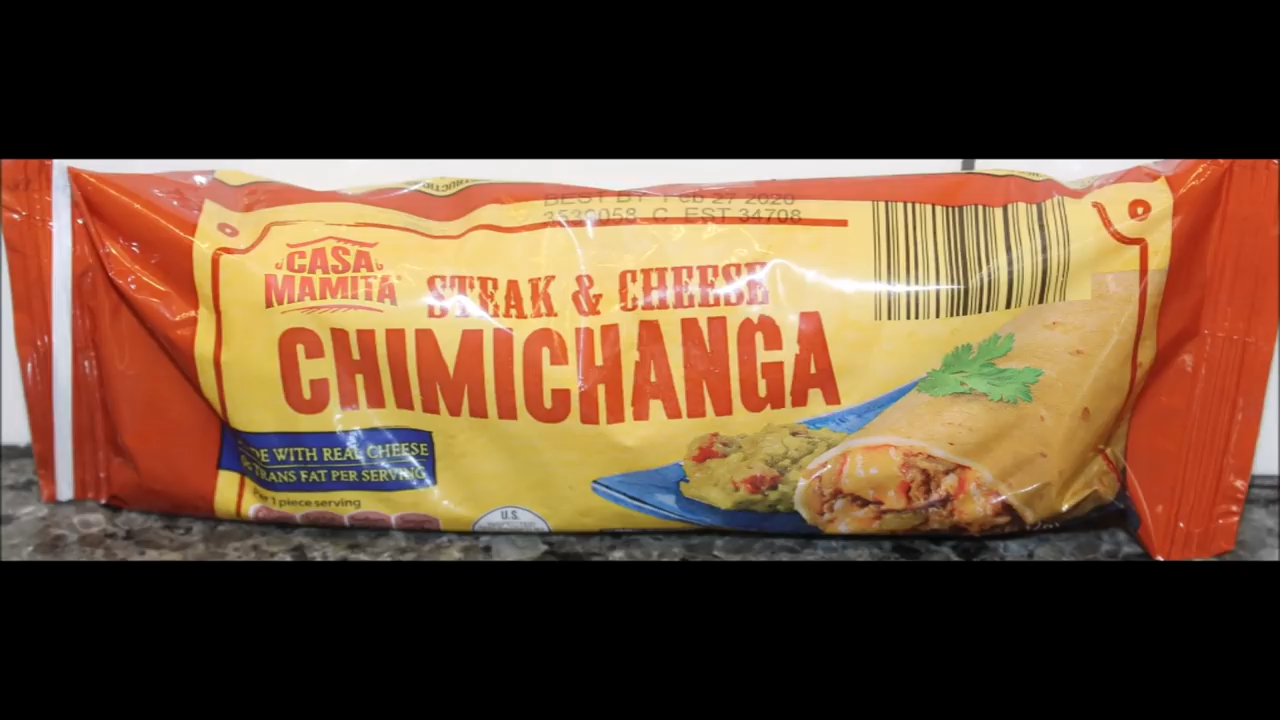 BEST BY Feb 27 2020
C EST 34708
CASA
MAMITA
STEAK & CHEESE
CHIMICHANGA
WITH REAL CHEESE
TRANS FAT PER SERVING
Per 1 piece serving
U.S.